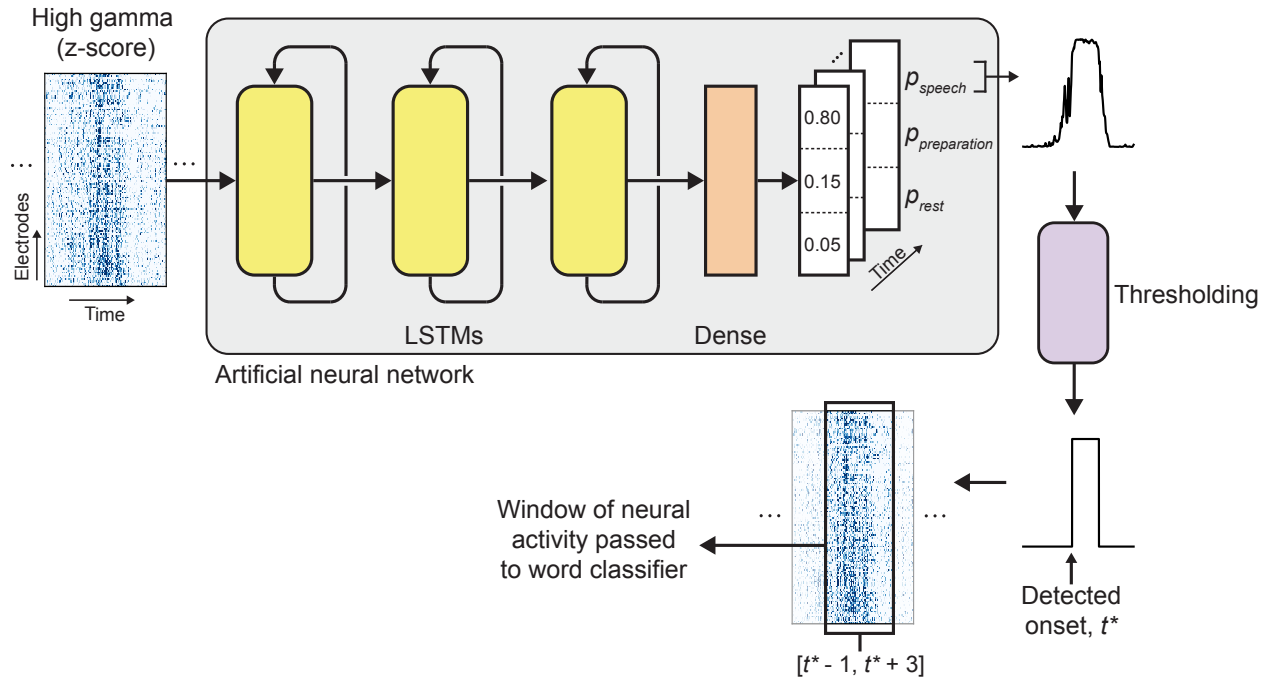 High gamma
(z-score)
...
...
Electrodes
Time
0.80
0.15
0.05
...
Time
p_speech
p_preparation
p_rest
LSTMs
Dense
Artificial neural network
Thresholding
Detected
onset, t*
...
...
[t* - 1, t* + 3]
Window of neural
activity passed
to word classifier